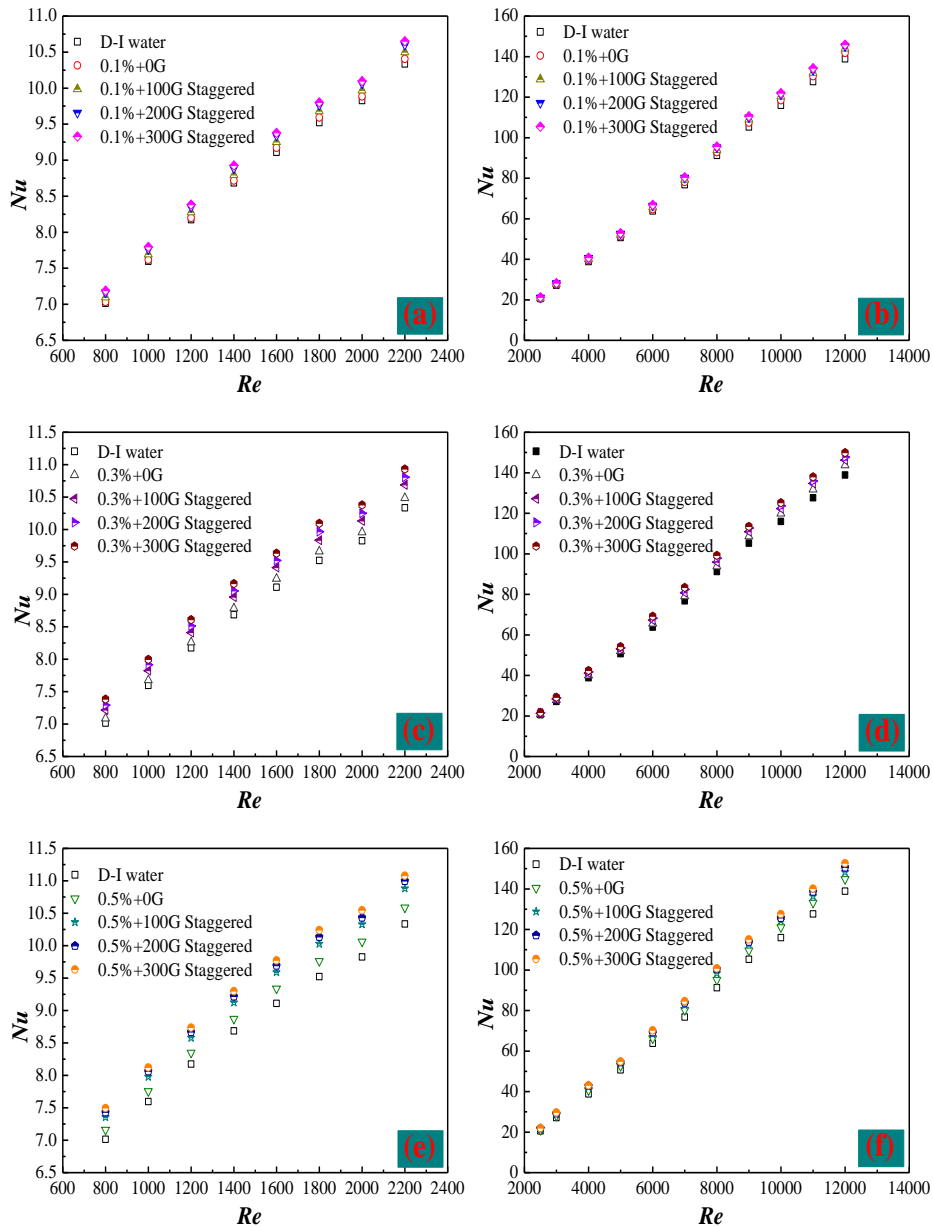 11.0
10.5
10.0
9.5
9.0
8.5
8.0
7.5
7.0
6.5
Nu
D-I water
0.1%+0G
0.1%+100G Staggered
0.1%+200G Staggered
0.1%+300G Staggered
(a)
600 800 1000 1200 1400 1600 1800 2000 2200 2400
Re
160
140
120
100
80
60
40
20
0
Nu
D-I water
0.1%+0G
0.1%+100G Staggered
0.1%+200G Staggered
0.1%+300G Staggered
(b)
2000 4000 6000 8000 10000 12000 14000
Re
11.5
11.0
10.5
10.0
9.5
9.0
8.5
8.0
7.5
7.0
6.5
Nu
D-I water
0.3%+0G
0.3%+100G Staggered
0.3%+200G Staggered
0.3%+300G Staggered
(c)
600 800 1000 1200 1400 1600 1800 2000 2200 2400
Re
160
140
120
100
80
60
40
20
0
Nu
D-I water
0.3%+0G
0.3%+100G Staggered
0.3%+200G Staggered
0.3%+300G Staggered
(d)
2000 4000 6000 8000 10000 12000 14000
Re
11.5
11.0
10.5
10.0
9.5
9.0
8.5
8.0
7.5
7.0
6.5
Nu
D-I water
0.5%+0G
0.5%+100G Staggered
0.5%+200G Staggered
0.5%+300G Staggered
(e)
600 800 1000 1200 1400 1600 1800 2000 2200 2400
Re
160
140
120
100
80
60
40
20
0
Nu
D-I water
0.5%+0G
0.5%+100G Staggered
0.5%+200G Staggered
0.5%+300G Staggered
(f)
2000 4000 6000 8000 10000 12000 14000
Re